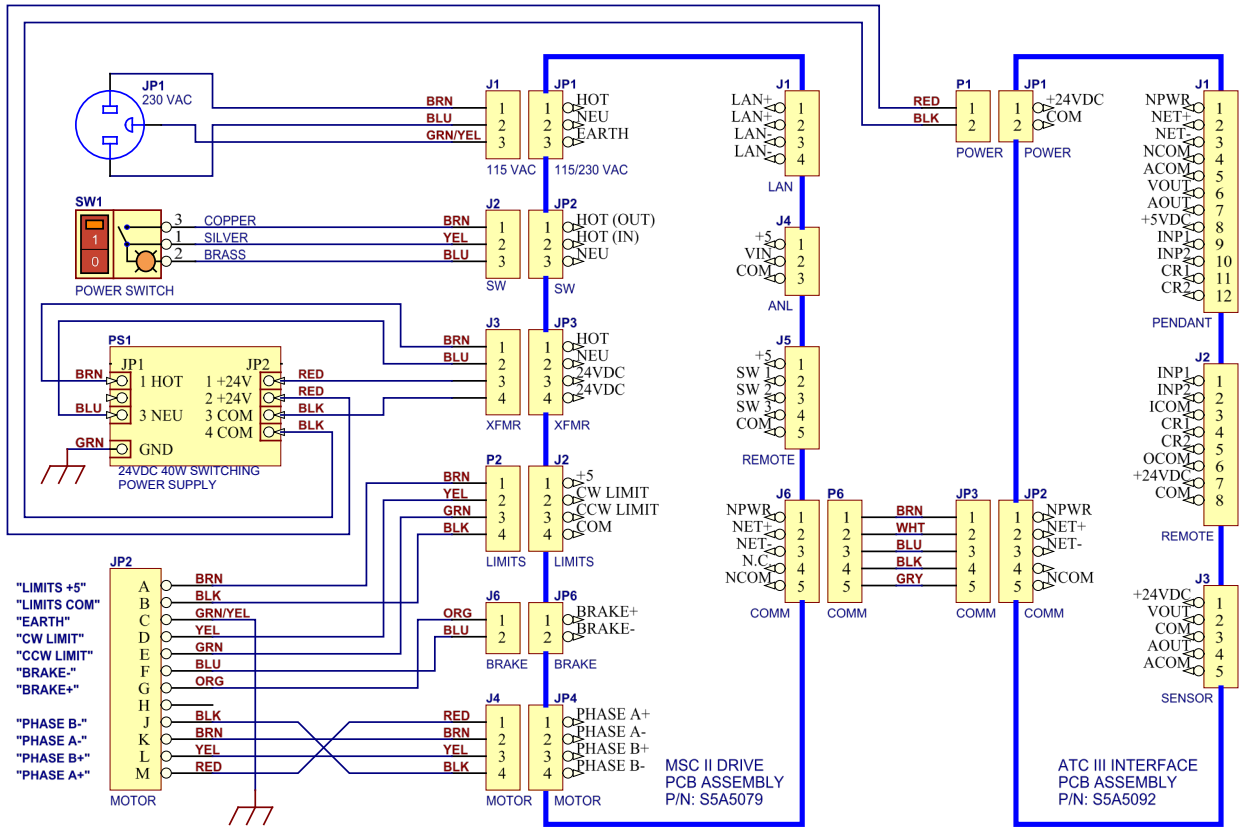 JP1
230 VAC
BRN
BLU
GRN/YEL
J1
1
2
3
115 VAC
JP1
1
2
3
HOT
NEU
EARTH
115/230 VAC
SW1
1
0
3 COPPER
1 SILVER
2 BRASS
POWER SWITCH
BRN
YEL
BLU
J2
1
2
3
SW
JP2
1
2
3
HOT (OUT)
HOT (IN)
NEU
SW
PS1
JP1
JP2
BRN
1 HOT
1 +24V
RED
2 +24V
RED
BLU
3 NEU
3 COM
BLK
4 COM
BLK
GRN
GND
24VDC 40W SWITCHING
POWER SUPPLY
BRN
BLU
J3
1
2
3
4
XFMR
JP3
1
2
3
4
HOT
NEU
24VDC
24VDC
XFMR
BRN
YEL
GRN
BLK
P2
1
2
3
4
LIMITS
J2
1
2
3
4
+5
CW LIMIT
CCW LIMIT
COM
LIMITS
JP2
"LIMITS +5" A BRN
"LIMITS COM" B BLK
"EARTH" C GRN/YEL
"CW LIMIT" D YEL
"CCW LIMIT" E GRN
"BRAKE-" F BLU
"BRAKE+" G ORG
H
"PHASE B-" J BLK
"PHASE A-" K BRN
"PHASE B+" L YEL
"PHASE A+" M RED
MOTOR
ORG
BLU
J6
1
2
BRAKE
JP6
1
2
BRAKE+
BRAKE-
BRAKE
RED
BRN
YEL
BLK
J4
1
2
3
4
MOTOR
JP4
1
2
3
4
PHASE A+
PHASE A-
PHASE B+
PHASE B-
MOTOR
J1
LAN+ 1
LAN+ 2
LAN- 3
LAN- 4
LAN
J4
+5 1
VIN 2
COM 3
ANL
J5
+5 1
SW 1 2
SW 2 3
SW 3 4
COM 5
REMOTE
J6
NPWR 1
NET+ 2
NET- 3
N.C. 4
NCOM 5
COMM
MSC II DRIVE
PCB ASSEMBLY
P/N: S5A5079
P6
1
2
3
4
5
COMM
BRN
WHT
BLU
BLK
GRY
JP3
1
2
3
4
5
COMM
JP2
1
2
3
4
5
NPWR
NET+
NET-
NCOM
COMM
RED
BLK
P1
1
2
POWER
JP1
1
2
+24VDC
COM
POWER
J1
NPWR 1
NET+ 2
NET- 3
NCOM 4
ACOM 5
VOUT 6
AOUT 7
+5VDC 8
INP1 9
INP2 10
CR1 11
CR2 12
PENDANT
J2
INP1 1
INP2 2
ICOM 3
CR1 4
CR2 5
OCOM 6
+24VDC 7
COM 8
REMOTE
J3
+24VDC 1
VOUT 2
COM 3
AOUT 4
ACOM 5
SENSOR
ATC III INTERFACE
PCB ASSEMBLY
P/N: S5A5092